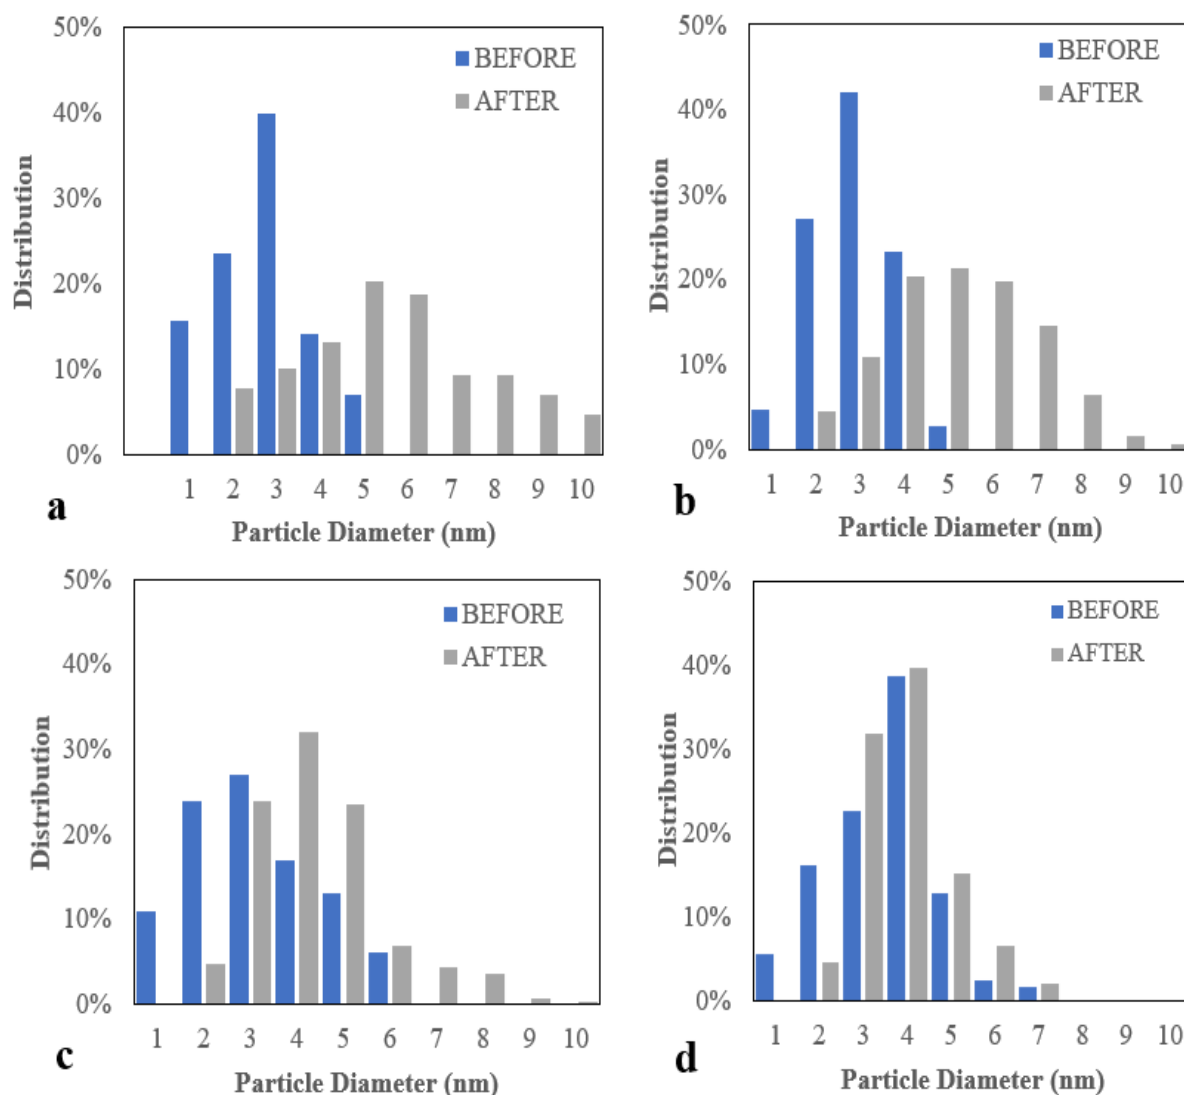 50%
40%
30%
20%
10%
0%
Distribution
BEFORE
AFTER
1 2 3 4 5 6 7 8 9 10
Particle Diameter (nm)
a
50%
40%
30%
20%
10%
0%
Distribution
BEFORE
AFTER
1 2 3 4 5 6 7 8 9 10
Particle Diameter (nm)
b
50%
40%
30%
20%
10%
0%
Distribution
BEFORE
AFTER
1 2 3 4 5 6 7 8 9 10
Particle Diameter (nm)
c
50%
40%
30%
20%
10%
0%
Distribution
BEFORE
AFTER
1 2 3 4 5 6 7 8 9 10
Particle Diameter (nm)
d